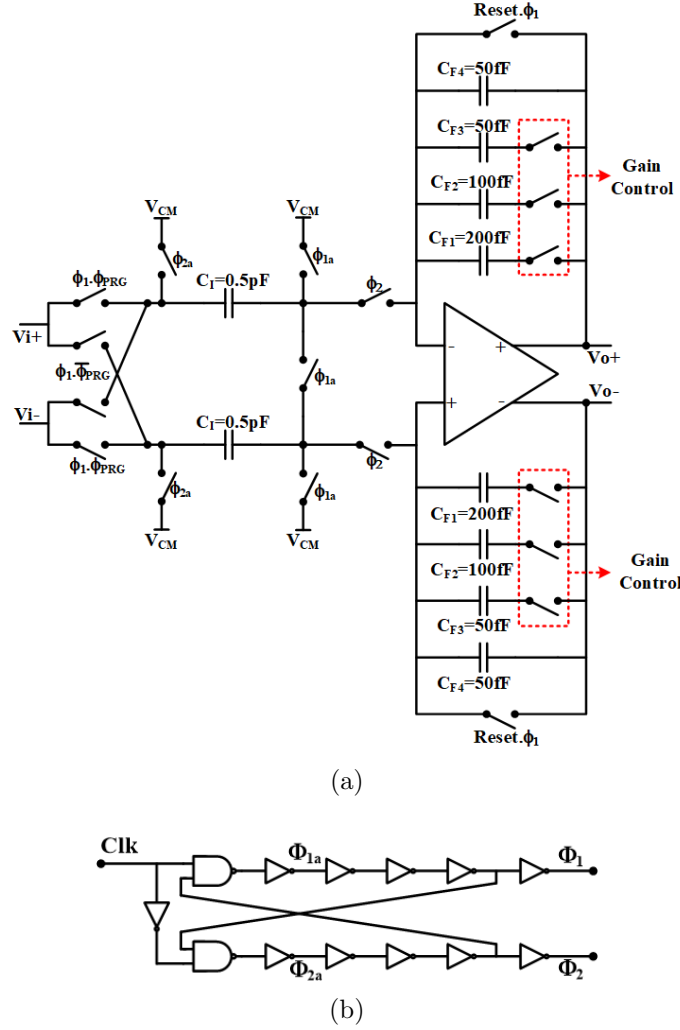 Reset.ϕ1
CF4=50fF
CF3=50fF
Gain
Control
CF2=100fF
CF1=200fF
VCM
VCM
ϕ2a
ϕ1a
CI=0.5pF
ϕ1.ϕPRG
ϕ2
Vi+
- +
Vo+
ϕ1.ϕ̅PRG
ϕ1a
Vi-
+ -
Vo-
CI=0.5pF
ϕ1.ϕPRG
ϕ2
ϕ2a
ϕ1a
VCM
VCM
CF1=200fF
CF2=100fF
Gain
Control
CF3=50fF
CF4=50fF
Reset.ϕ1
(a)
Clk
Φ1a
Φ1
Φ2a
Φ2
(b)